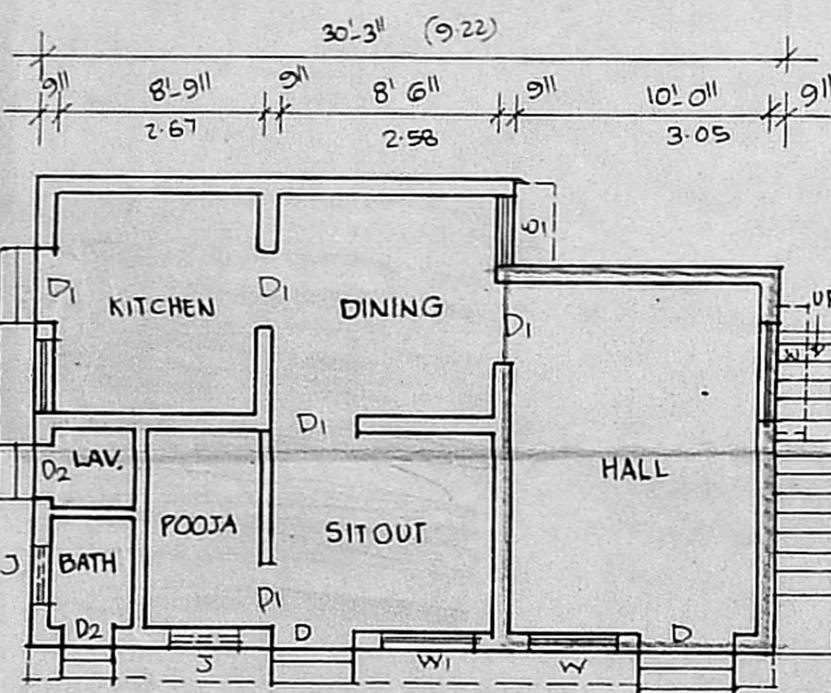 30'-3" (9.22)
9" 8'-9" 9" 8' 6" 9" 10'-0" 9"
2.67 2.58 3.05
W1
D1 KITCHEN D1 DINING D1
UP
W
D1
D2 LAV.
HALL
POOJA SITOUT
J BATH
D1
D2 J D W1 W D